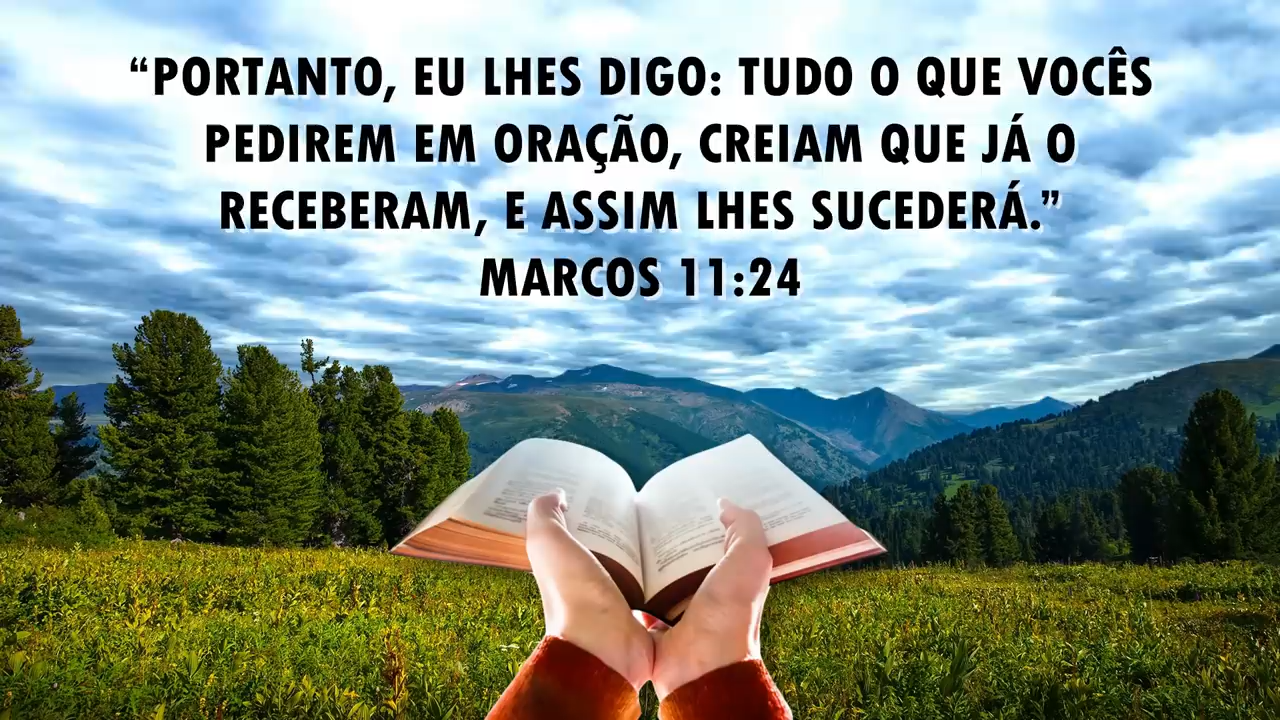 “PORTANTO, EU LHES DIGO: TUDO O QUE VOCÊS
PEDIREM EM ORAÇÃO, CREIAM QUE JÁ O
RECEBERAM, E ASSIM LHES SUCEDERÁ.”
MARCOS 11:24